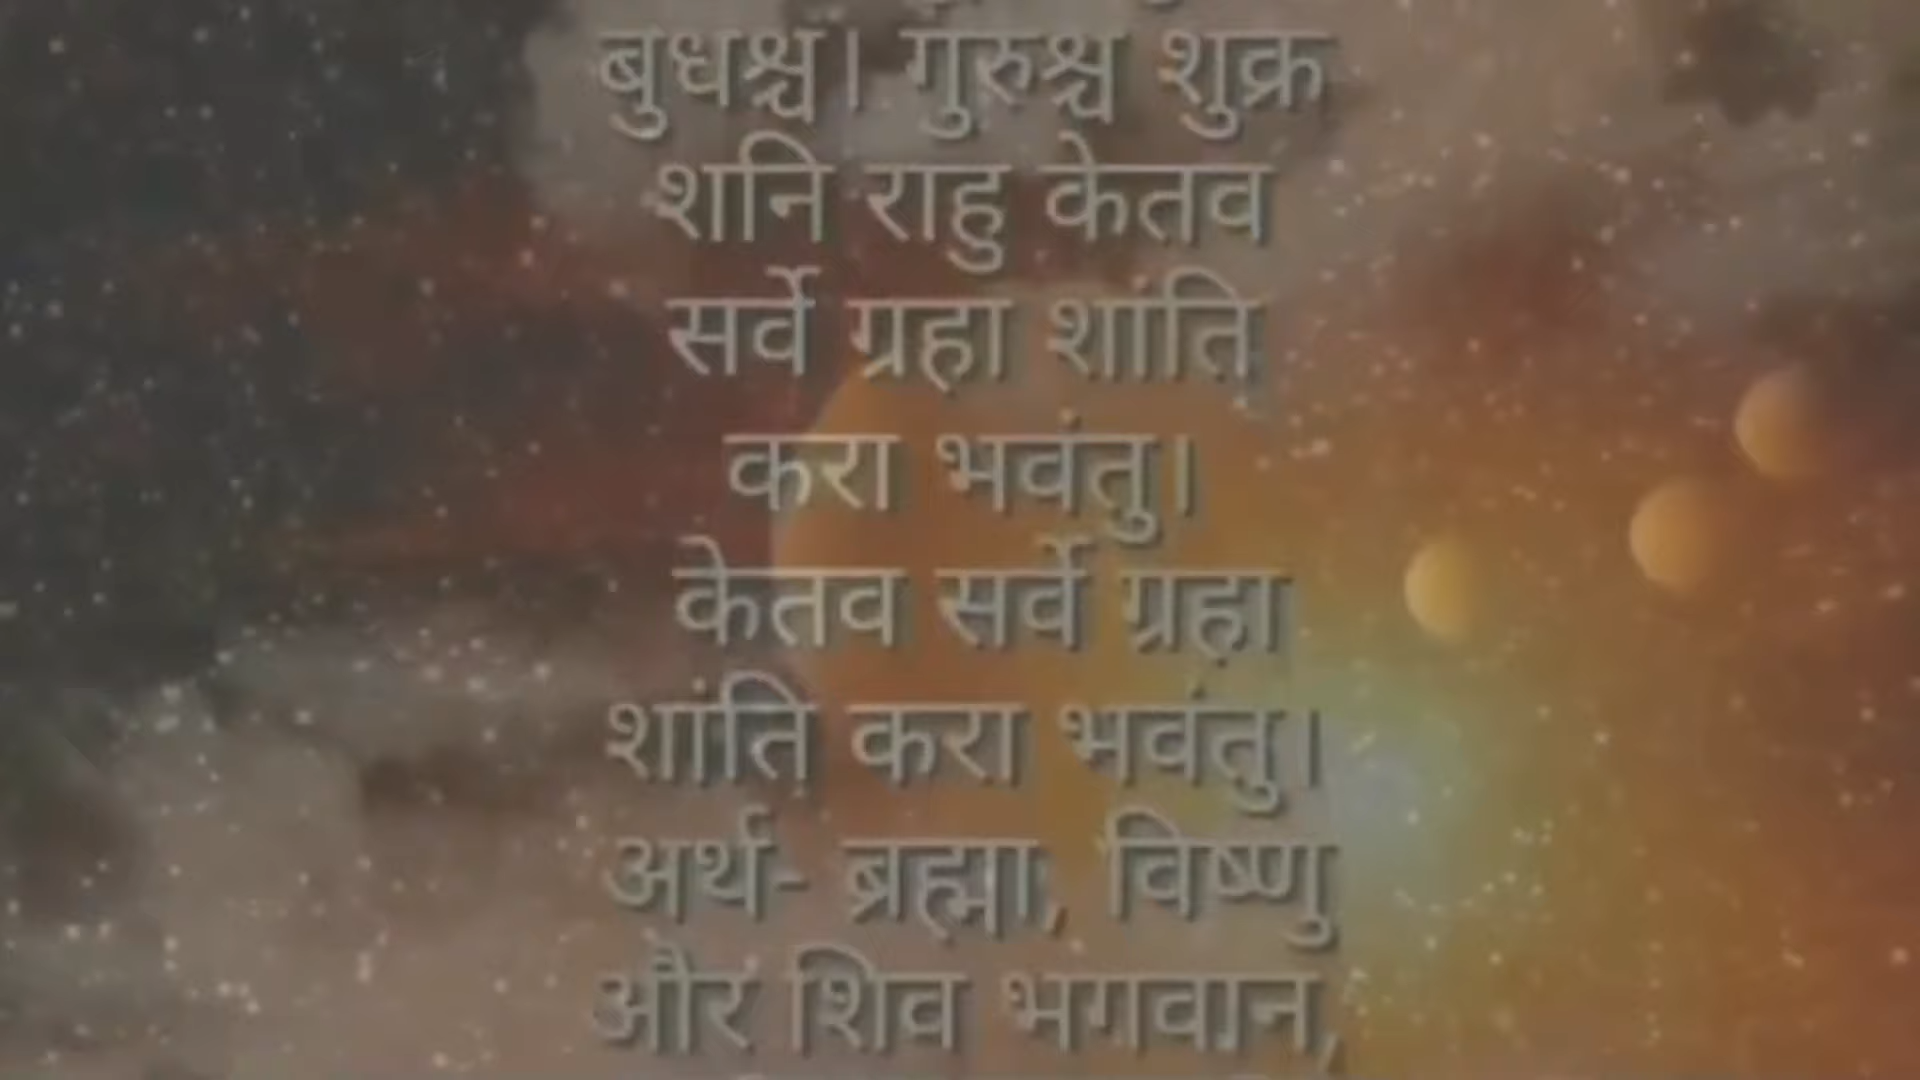 बुधश्च। गुरुश्च शुक्र
शनि राहु केतव
सर्वे ग्रहा शांति
करा भवंतु।
केतव सर्वे ग्रहा
शांति करा भवंतु।
अर्थ- ब्रह्मा, विष्णु
और शिव भगवान,